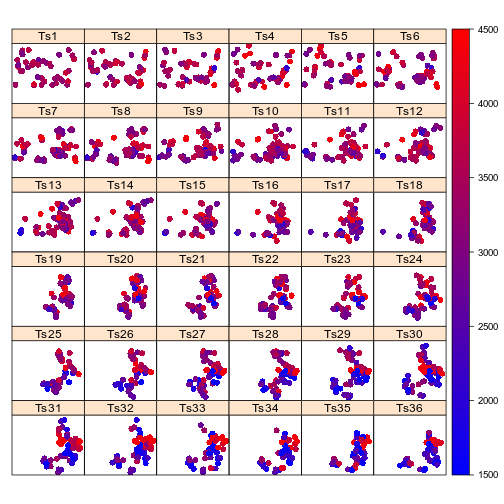 Ts1 Ts2 Ts3 Ts4 Ts5 Ts6
Ts7 Ts8 Ts9 Ts10 Ts11 Ts12
Ts13 Ts14 Ts15 Ts16 Ts17 Ts18
Ts19 Ts20 Ts21 Ts22 Ts23 Ts24
Ts25 Ts26 Ts27 Ts28 Ts29 Ts30
Ts31 Ts32 Ts33 Ts34 Ts35 Ts36
4500
4000
3500
3000
2500
2000
1500